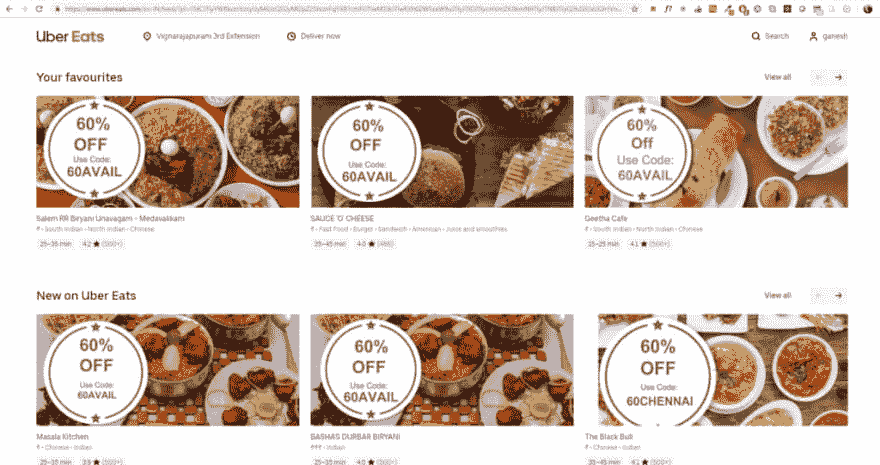 Uber Eats
Vignarajapuram 3rd Extension
Deliver now
Search
ganesh
Your favourites
View all
60%
OFF
Use Code:
60AVAIL
60%
OFF
Use Code:
60AVAIL
60%
Off
Use Code:
60AVAIL
Salem RR Biryani Unavagam - Medavakkam
₹ • South Indian • North Indian • Chinese
25–35 min
4.2 ★ (500+)
SAUCE 'O' CHEESE
₹ • Fast Food • Burger • Sandwich • American • Juice and smoothies
35–45 min
4.0 ★
Geetha Cafe
₹ • South Indian • North Indian • Chinese
15–25 min
4.1 ★ (500+)
New on Uber Eats
View all
60%
OFF
Use Code:
60AVAIL
60%
OFF
Use Code:
60AVAIL
60%
OFF
Use Code:
60CHENNAI
Masala Kitchen
₹ • Chinese • Indian
25–35 min
3.9 ★ (500+)
BASHAS DURBAR BIRYANI
₹₹₹ • Indian
25–35 min
4.0 ★ (500+)
The Black Bull
₹ • Chinese • Indian
35–45 min
4.2 ★ (500+)